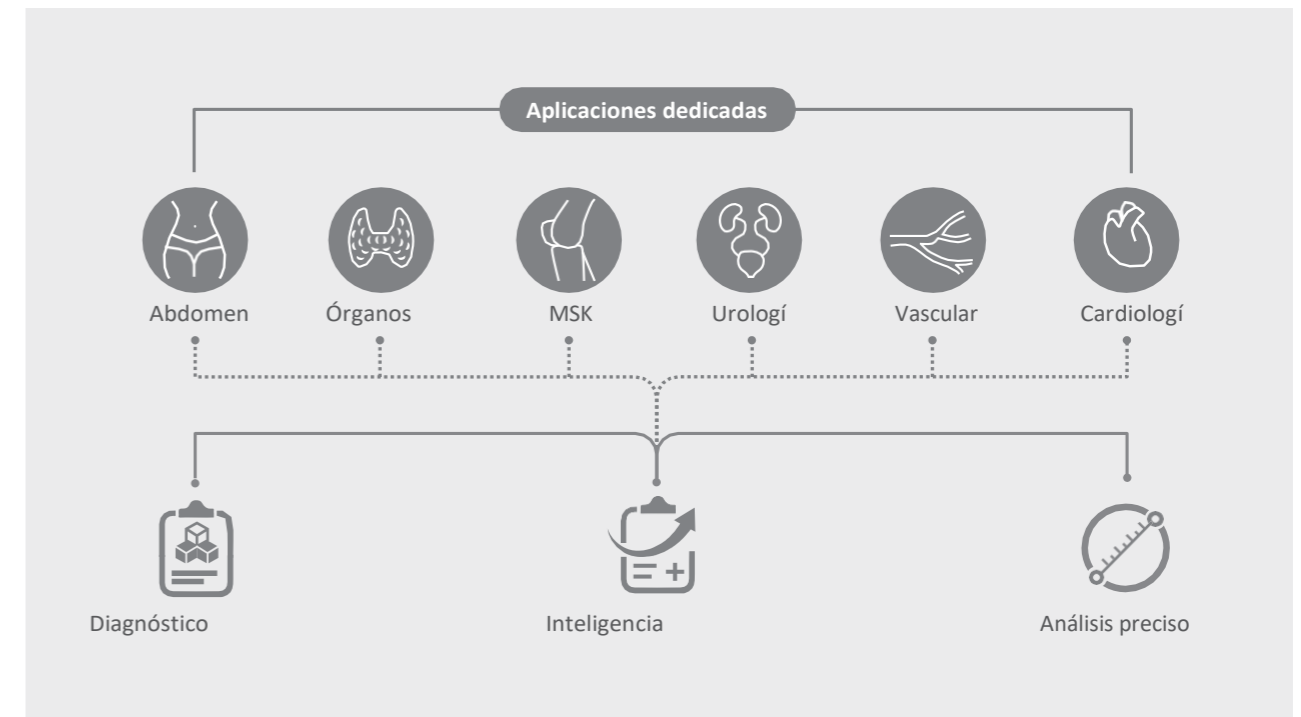 Aplicaciones dedicadas
Abdomen
Órganos
MSK
Urologí
Vascular
Cardiologí
Diagnóstico
Inteligencia
Análisis preciso